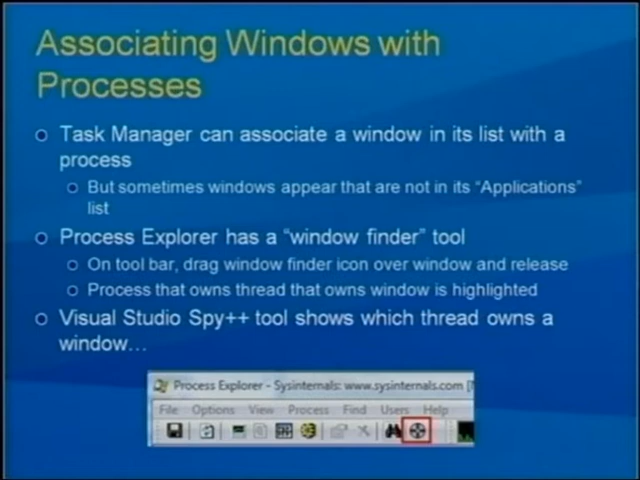 Associating Windows with
Processes
Task Manager can associate a window in its list with a
process
But sometimes windows appear that are not in its "Applications"
list
Process Explorer has a "window finder" tool
On tool bar, drag window finder icon over window and release
Process that owns thread that owns window is highlighted
Visual Studio Spy++ tool shows which thread owns a
window…
Process Explorer - Sysinternals: www.sysinternals.com [
File Options View Process Find Users Help